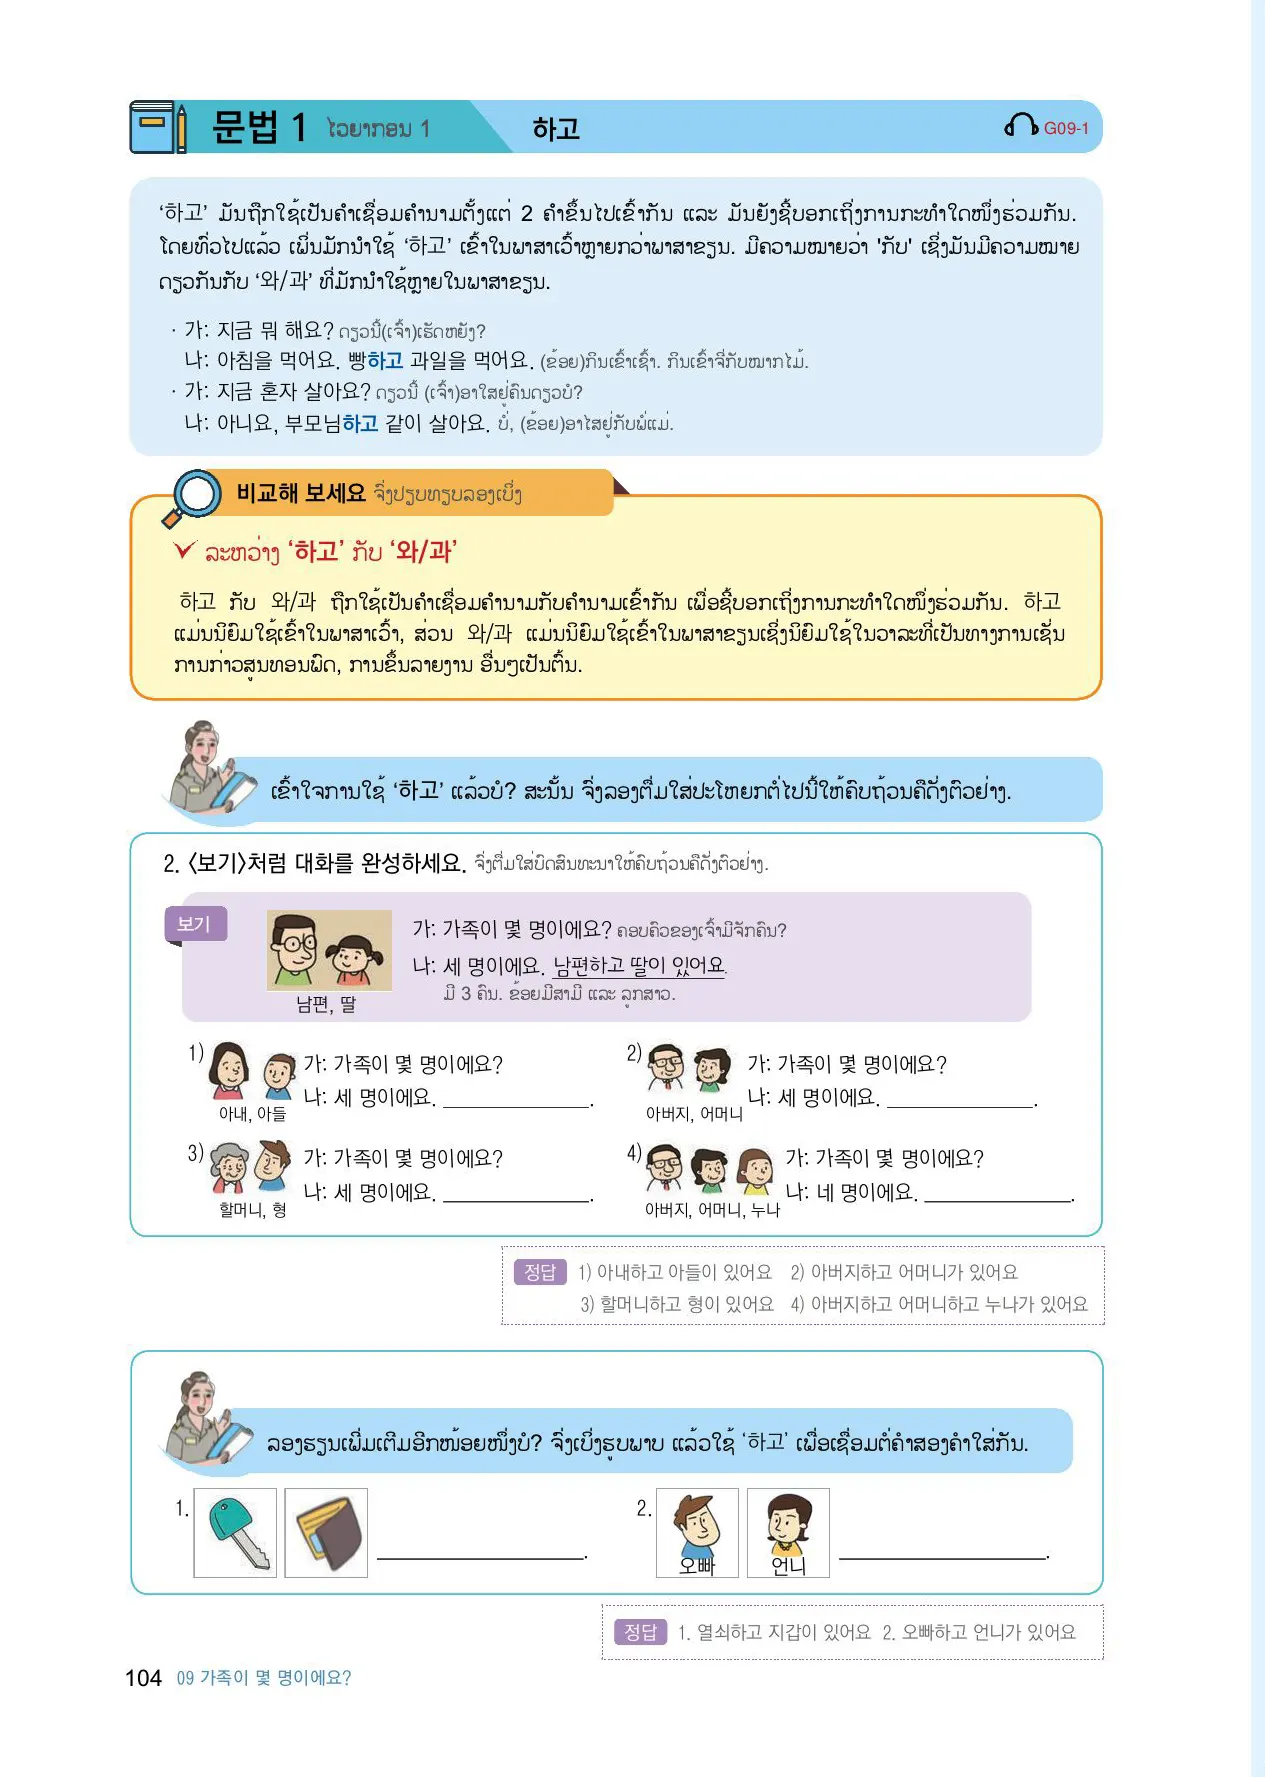 문법 1 ໄວຍາກອນ 1 하고 G09-1
‘하고’ ມັນຖືກໃຊ້ເປັນຄຳເຊື່ອມຄຳນາມຕັ້ງແຕ່ 2 ຄຳຂຶ້ນໄປເຂົ້າກັນ ແລະ ມັນຍັງຊີ້ບອກເຖິງການກະທຳໃດໜຶ່ງຮ່ວມກັນ.
ໂດຍທົ່ວໄປແລ້ວ ເພິ່ນມັກນຳໃຊ້ ‘하고’ ເຂົ້າໃນພາສາເວົ້າຫຼາຍກວ່າພາສາຂຽນ. ມີຄວາມໝາຍວ່າ 'ກັບ' ເຊິ່ງມັນມີຄວາມໝາຍ
ດຽວກັນກັບ ‘와/과’ ທີ່ມັກນຳໃຊ້ຫຼາຍໃນພາສາຂຽນ.
· 가: 지금 뭐 해요? ດຽວນີ້(ເຈົ້າ)ເຮັດຫຍັງ?
나: 아침을 먹어요. 빵하고 과일을 먹어요. (ຂ້ອຍ)ກິນເຂົ້າເຊົ້າ. ກິນເຂົ້າຈີ່ກັບໝາກໄມ້.
· 가: 지금 혼자 살아요? ດຽວນີ້ (ເຈົ້າ)ອາໃສຢູ່ຄົນດຽວບໍ?
나: 아니요, 부모님하고 같이 살아요. ບໍ່, (ຂ້ອຍ)ອາໄສຢູ່ກັບພໍ່ແມ່.
비교해 보세요 ຈົ່ງປຽບທຽບລອງເບິ່ງ
ລະຫວ່າງ ‘하고’ ກັບ ‘와/과’
하고 ກັບ 와/과 ຖືກໃຊ້ເປັນຄຳເຊື່ອມຄຳນາມກັບຄຳນາມເຂົ້າກັນ ເພື່ອຊີ້ບອກເຖິງການກະທຳໃດໜຶ່ງຮ່ວມກັນ. 하고
ແມ່ນນິຍົມໃຊ້ເຂົ້າໃນພາສາເວົ້າ, ສ່ວນ 와/과 ແມ່ນນິຍົມໃຊ້ເຂົ້າໃນພາສາຂຽນເຊິ່ງນິຍົມໃຊ້ໃນວາລະທີ່ເປັນທາງການເຊັ່ນ
ການກ່າວສູນທອນພົດ, ການຂຶ້ນລາຍງານ ອື່ນໆເປັນຕົ້ນ.
ເຂົ້າໃຈການໃຊ້ ‘하고’ ແລ້ວບໍ? ສະນັ້ນ ຈົ່ງລອງຕື່ມໃສ່ປະໂຫຍກຕໍ່ໄປນີ້ໃຫ້ຄົບຖ້ວນຄືດັ່ງຕົວຢ່າງ.
2. 〈보기〉처럼 대화를 완성하세요. ຈົ່ງຕື່ມໃສ່ບົດສົນທະນາໃຫ້ຄົບຖ້ວນຄືດັ່ງຕົວຢ່າງ.
보기
가: 가족이 몇 명이에요? ຄອບຄົວຂອງເຈົ້າມີຈັກຄົນ?
나: 세 명이에요. 남편하고 딸이 있어요.
ມີ 3 ຄົນ. ຂ້ອຍມີສາມີ ແລະ ລູກສາວ.
남편, 딸
1) 가: 가족이 몇 명이에요?
나: 세 명이에요. ______________.
아내, 아들
2) 가: 가족이 몇 명이에요?
나: 세 명이에요. ______________.
아버지, 어머니
3) 가: 가족이 몇 명이에요?
나: 세 명이에요. ______________.
할머니, 형
4) 가: 가족이 몇 명이에요?
나: 네 명이에요. ______________.
아버지, 어머니, 누나
정답 1) 아내하고 아들이 있어요 2) 아버지하고 어머니가 있어요
3) 할머니하고 형이 있어요 4) 아버지하고 어머니하고 누나가 있어요
ລອງຮຽນເພີ່ມເຕີມອີກໜ້ອຍໜຶ່ງບໍ? ຈົ່ງເບິ່ງຮູບພາບ ແລ້ວໃຊ້ ‘하고’ ເພື່ອເຊື່ອມຕໍ່ຄຳສອງຄຳໃສ່ກັນ.
1. ____________________.
2. 오빠 언니 ____________________.
정답 1. 열쇠하고 지갑이 있어요 2. 오빠하고 언니가 있어요
104 09 가족이 몇 명이에요?